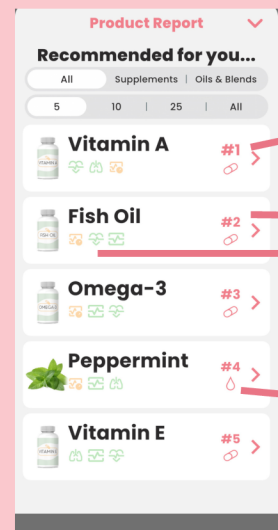 Product Report
Recommended for you...
All Supplements | Oils & Blends
5 10 | 25 | All
Vitamin A
#1
Fish Oil
#2
Omega-3
#3
Peppermint
#4
Vitamin E
#5